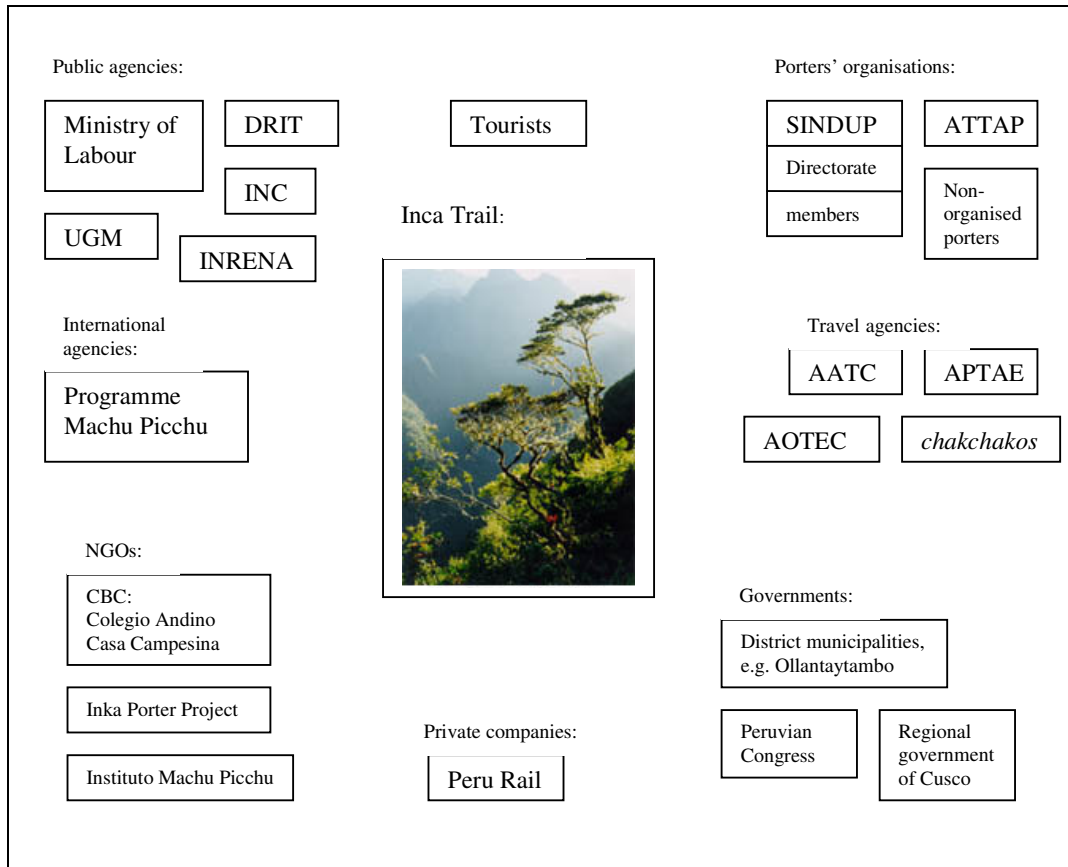 Public agencies:
Ministry of
Labour
DRIT
INC
UGM
INRENA
Tourists
Inca Trail:
Porters’ organisations:
SINDUP
Directorate
members
ATTAP
Non-
organised
porters
International
agencies:
Programme
Machu Picchu
Travel agencies:
AATC
APTAE
AOTEC
chakchakos
NGOs:
CBC:
Colegio Andino
Casa Campesina
Inka Porter Project
Instituto Machu Picchu
Private companies:
Peru Rail
Governments:
District municipalities,
e.g. Ollantaytambo
Peruvian
Congress
Regional
government
of Cusco